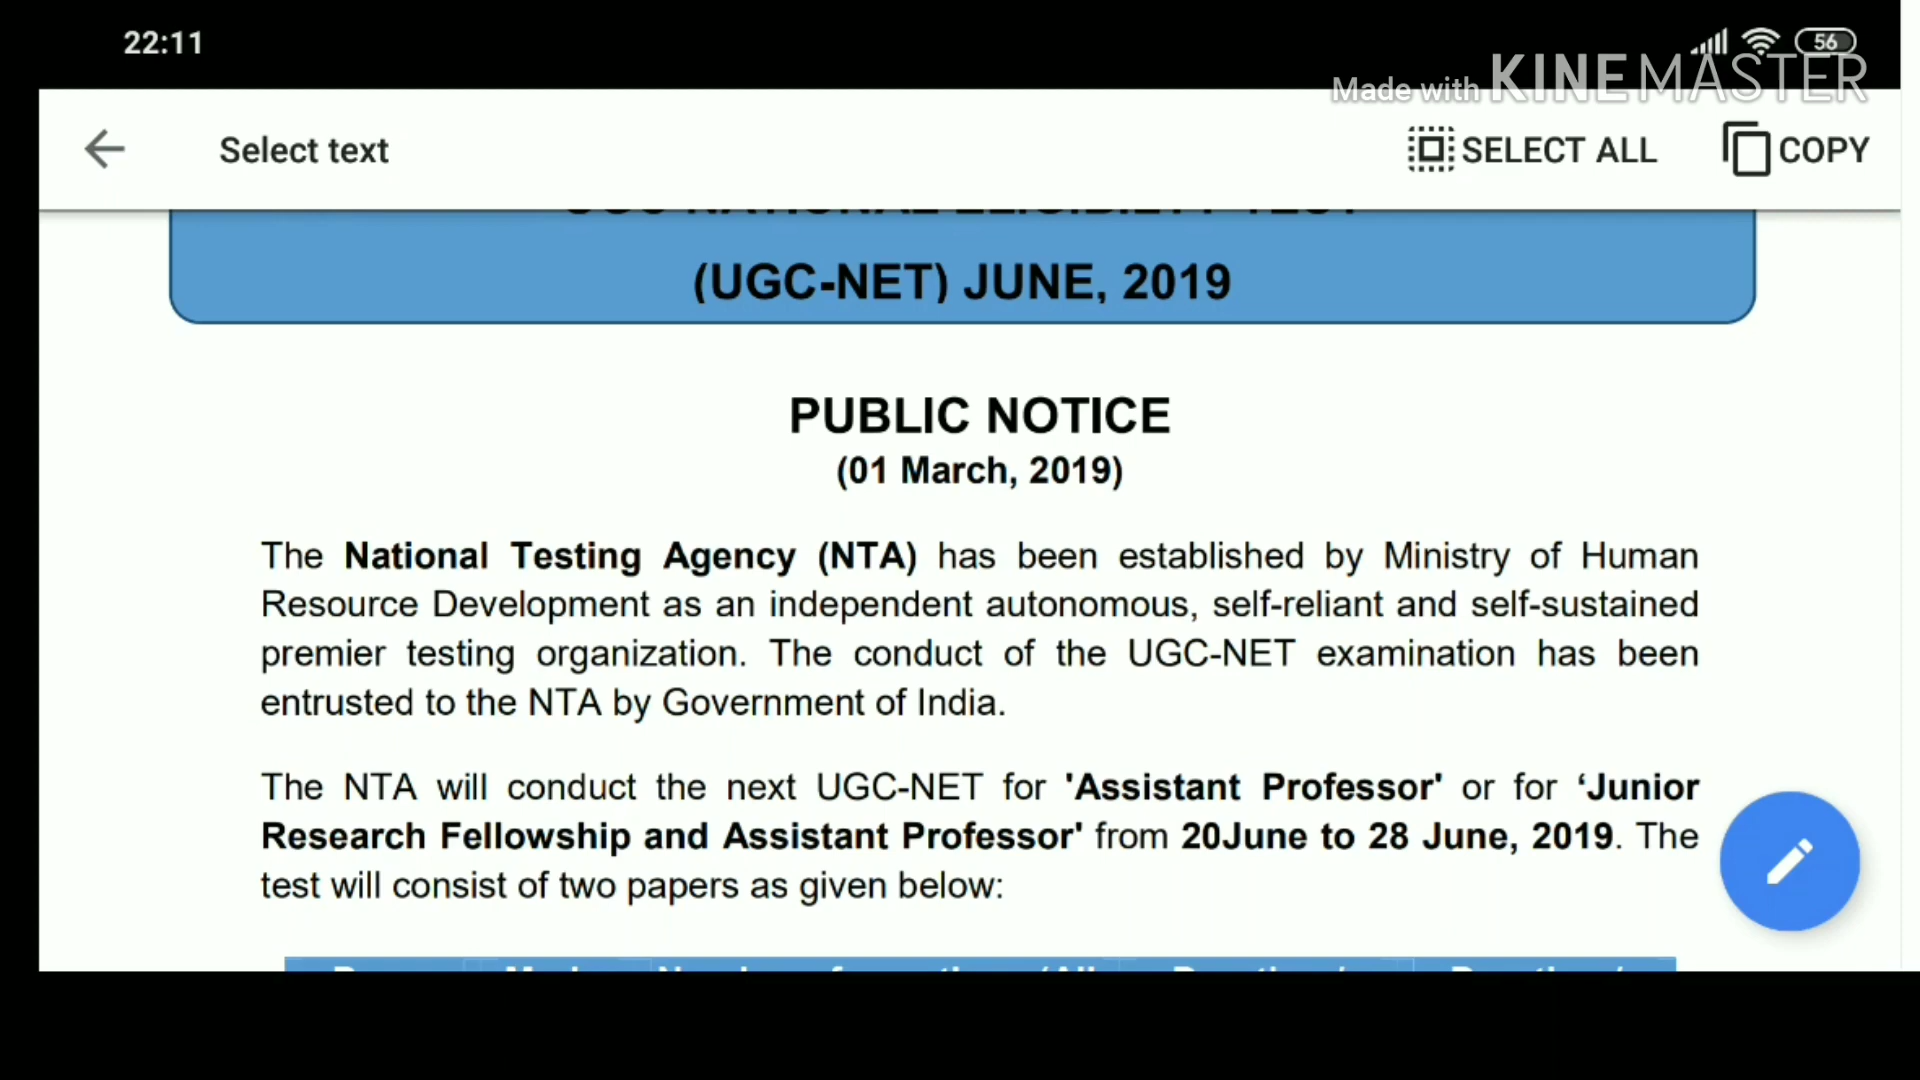 22:11
56
Made with KINEMASTER
Select text
SELECT ALL
COPY
(UGC-NET) JUNE, 2019
PUBLIC NOTICE
(01 March, 2019)
The National Testing Agency (NTA) has been established by Ministry of Human
Resource Development as an independent autonomous, self-reliant and self-sustained
premier testing organization. The conduct of the UGC-NET examination has been
entrusted to the NTA by Government of India.
The NTA will conduct the next UGC-NET for 'Assistant Professor' or for ‘Junior
Research Fellowship and Assistant Professor' from 20June to 28 June, 2019. The
test will consist of two papers as given below: